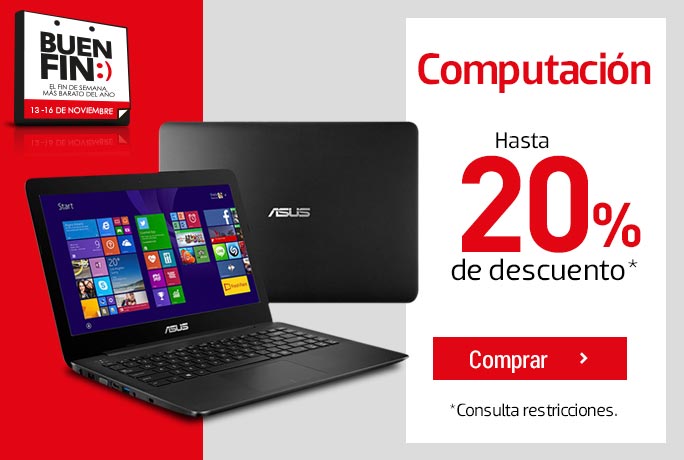 BUEN
FIN:)
EL FIN DE SEMANA
MÁS BARATO DEL AÑO
13-16 DE NOVIEMBRE
Computación
Hasta
20%
de descuento*
Comprar >
*Consulta restricciones.
ASUS
Start
20°
ASUS